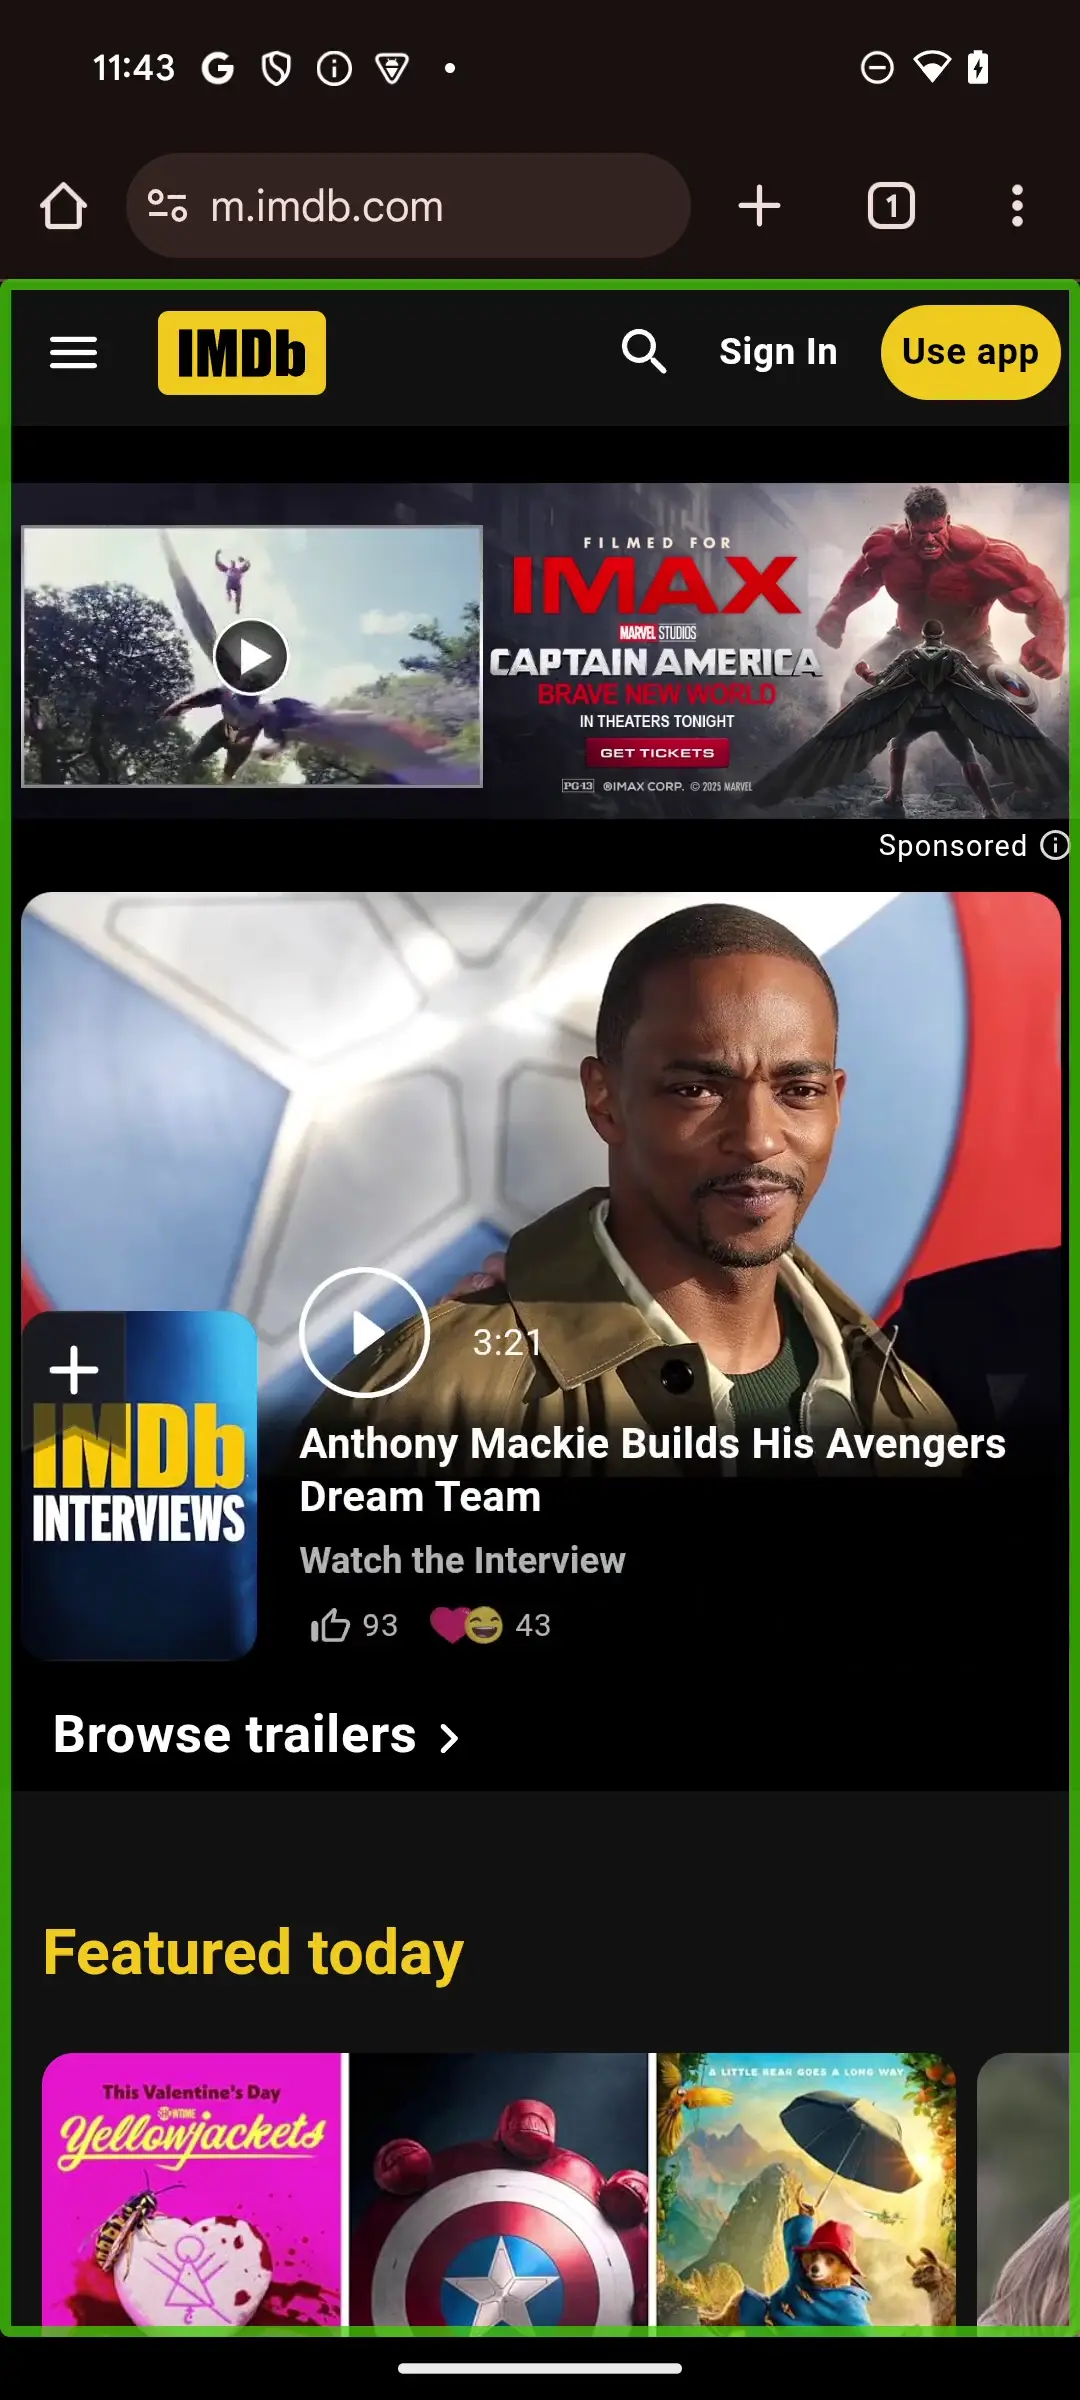 11:43
m.imdb.com
1
IMDb
Sign In
Use app
FILMED FOR
IMAX
MARVEL STUDIOS
CAPTAIN AMERICA
BRAVE NEW WORLD
IN THEATERS TONIGHT
GET TICKETS
PG-13 ®IMAX CORP. © 2025 MARVEL
Sponsored
3:21
IMDb
INTERVIEWS
Anthony Mackie Builds His Avengers
Dream Team
Watch the Interview
93
43
Browse trailers
Featured today
This Valentine's Day
SHOWTIME
Yellowjackets
A LITTLE BEAR GOES A LONG WAY